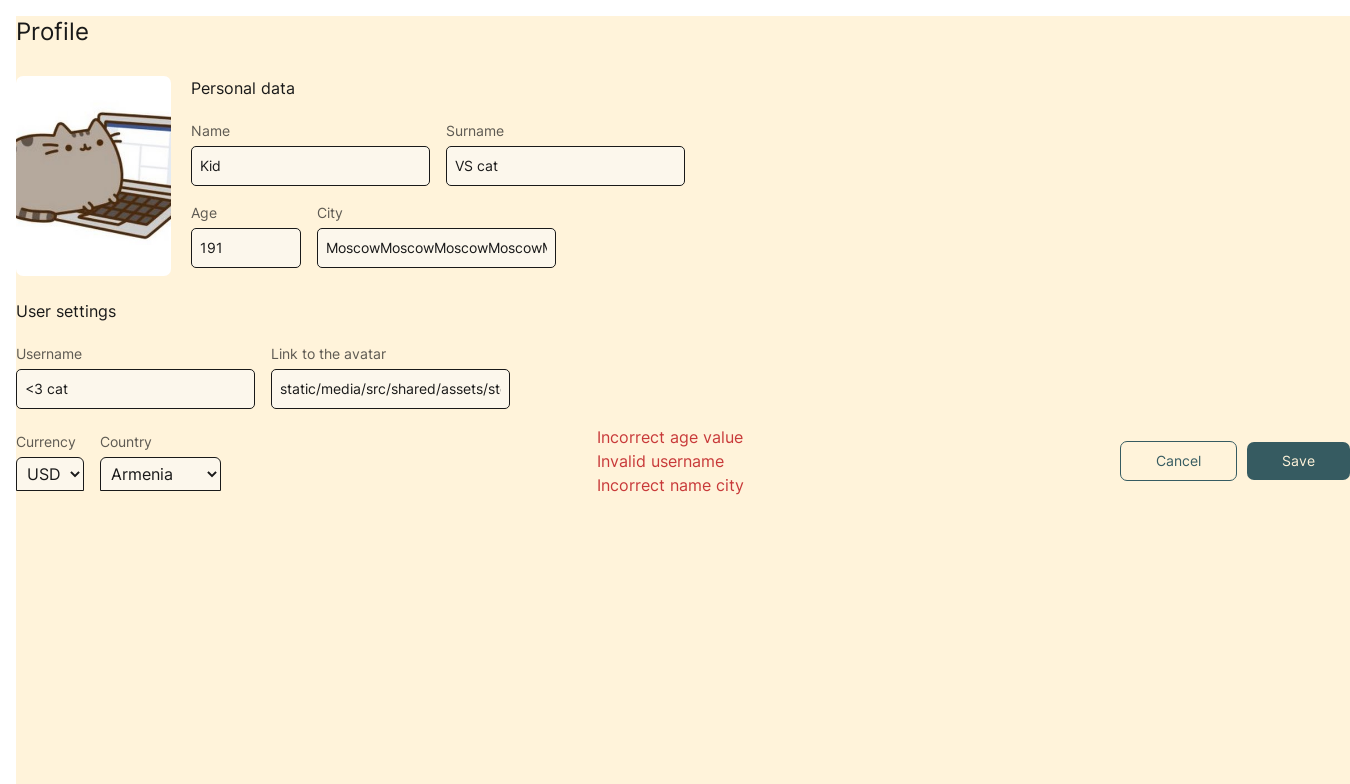 Profile
Personal data
Name Surname
Kid VS cat
Age City
191 MoscowMoscowMoscowMoscow
User settings
Username Link to the avatar
<3 cat static/media/src/shared/assets/st
Currency Country
USD Armenia
Incorrect age value
Invalid username
Incorrect name city
Cancel Save